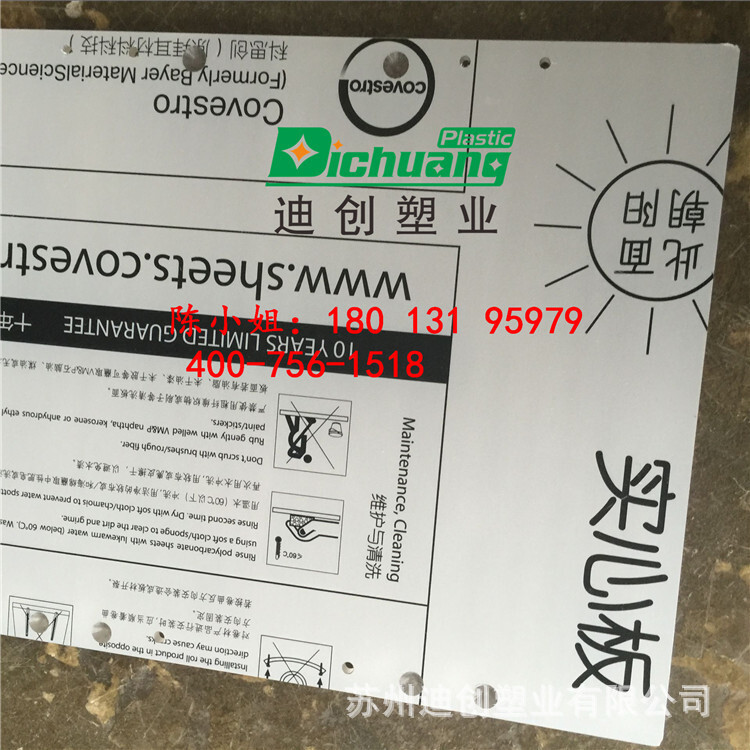 科思创（原拜耳材料科技）
(Formerly Bayer MaterialScience
Covestro
covestro
Plastic
Dichuang
迪创塑业
此面
朝阳
www.sheets.covestro
陈小姐：180 131 95979
10 YEARS LIMITED GUARANTEE 十年
400-756-1518
Maintenance, Cleaning
维护与清洗
Rub gently with welled VM&P naphtha, kerosene or anhydrous ethyl
paint/stickers.
Don't scrub with brushes/rough fiber.
Rinse polycarbonate sheets with lukewarm water (below 60°C). Was
using a soft cloth/sponge to clear the dirt and grime.
Rinse second time. Dry with soft cloth/chamois to prevent water spott
≤60°C
Installing the roll product in the opposite
direction may cause cracks.
实心板
苏州迪创塑业有限公司